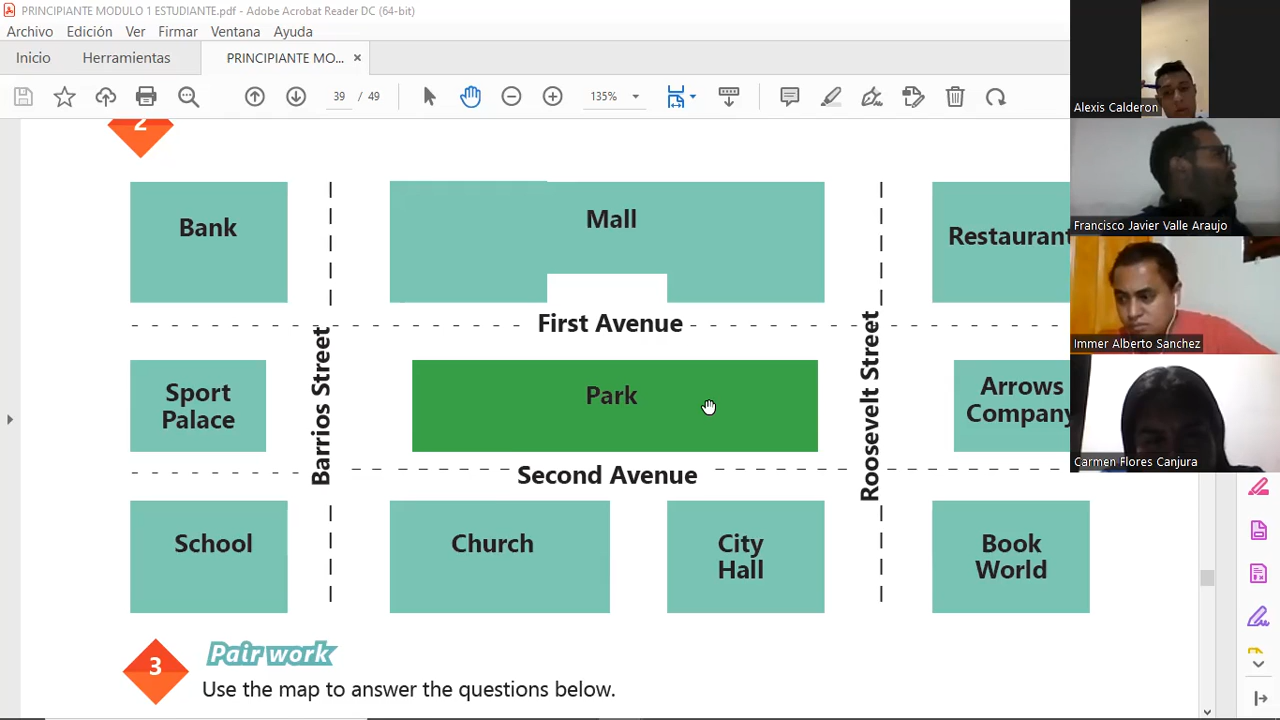 PRINCIPIANTE MODULO 1 ESTUDIANTE.pdf - Adobe Acrobat Reader DC (64-bit)
Archivo Edición Ver Firmar Ventana Ayuda
Inicio Herramientas PRINCIPIANTE MO... ×
39 / 49 135%
2
Bank Mall Restaurant
First Avenue
Barrios Street
Roosevelt Street
Sport
Palace
Park
Arrows
Company
Second Avenue
School Church
City
Hall
Book
World
3 Pair work
Use the map to answer the questions below.
Alexis Calderon
Francisco Javier Valle Araujo
Immer Alberto Sanchez
Carmen Flores Canjura